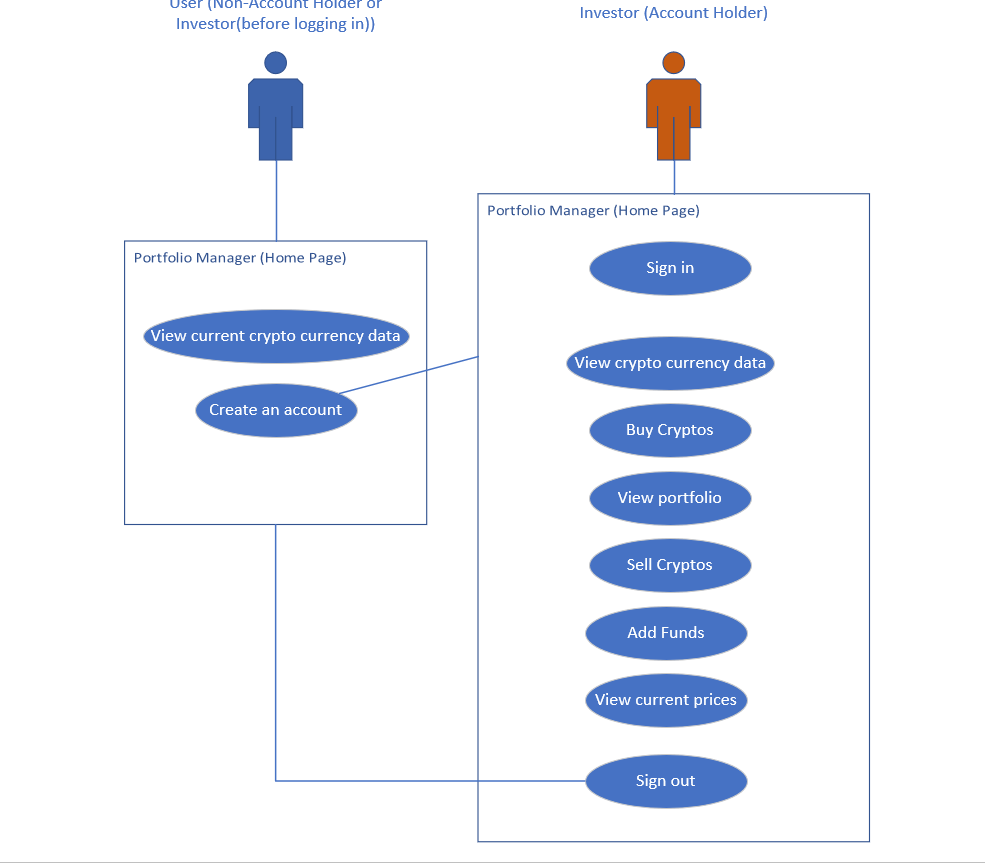 User (Non-Account Holder or
Investor(before logging in))
Investor (Account Holder)
Portfolio Manager (Home Page)
View current crypto currency data
Create an account
Portfolio Manager (Home Page)
Sign in
View crypto currency data
Buy Cryptos
View portfolio
Sell Cryptos
Add Funds
View current prices
Sign out